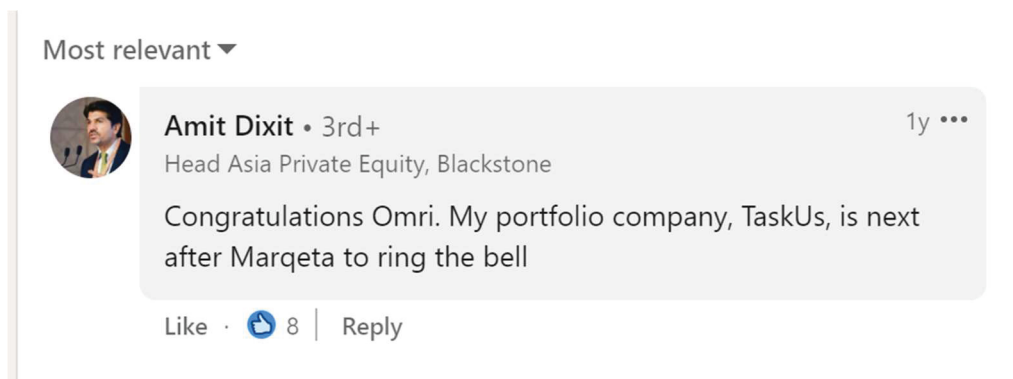 Most relevant
Amit Dixit • 3rd+
1y •••
Head Asia Private Equity, Blackstone
Congratulations Omri. My portfolio company, TaskUs, is next
after Marqeta to ring the bell
Like · 8 | Reply